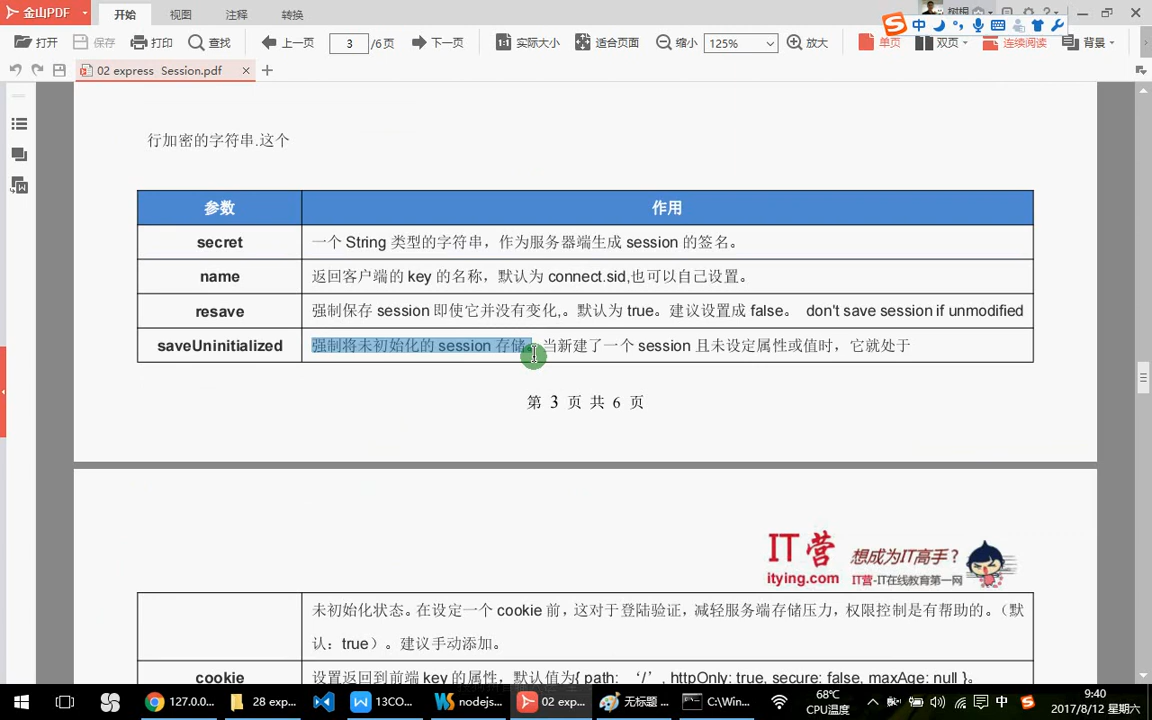 金山PDF
开始
视图
注释
转换
中
打开
保存
打印
查找
上一页
3
/6页
下一页
实际大小
适合页面
缩小
125%
放大
单页
双页
连续阅读
背景
02 express Session.pdf
行加密的字符串.这个
参数 作用
secret 一个 String 类型的字符串，作为服务器端生成 session 的签名。
name 返回客户端的 key 的名称，默认为 connect.sid,也可以自己设置。
resave 强制保存 session 即使它并没有变化,。默认为 true。建议设置成 false。 don't save session if unmodified
saveUninitialized 强制将未初始化的 session 存储。当新建了一个 session 且未设定属性或值时，它就处于
第 3 页 共 6 页
IT营
itying.com
想成为IT高手?
IT营-IT在线教育第一网
未初始化状态。在设定一个 cookie 前，这对于登陆验证，减轻服务端存储压力，权限控制是有帮助的。（默
认：true）。建议手动添加。
cookie 设置返回到前端 key 的属性，默认值为{ path: ‘/’, httpOnly: true, secure: false, maxAge: null }。
127.0.0...
28 exp...
13CO...
nodejs...
02 exp...
无标题...
C:\Win...
68℃
CPU温度
中
9:40
2017/8/12 星期六